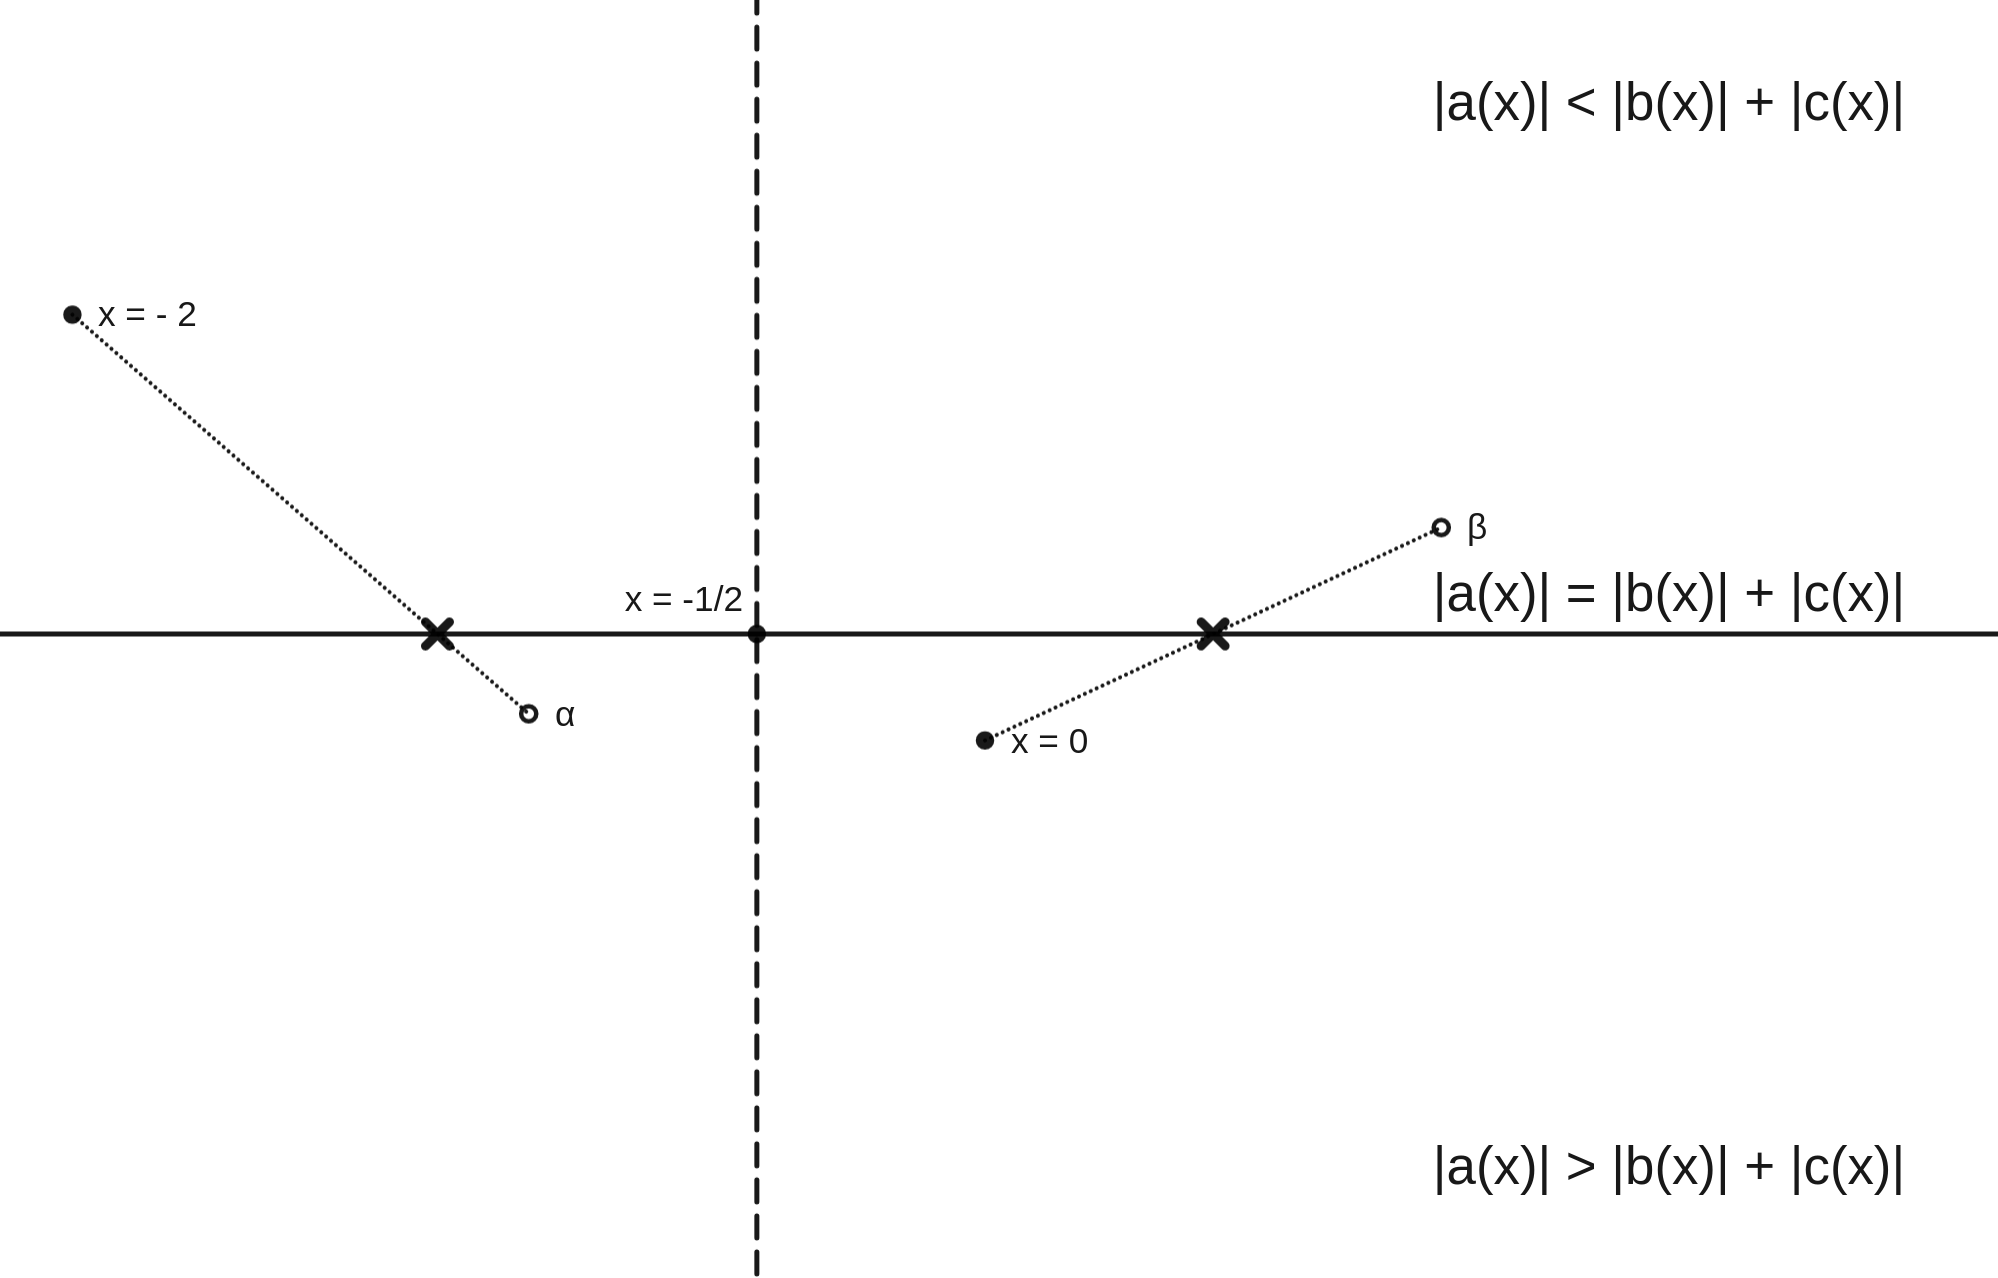 |a(x)| < |b(x)| + |c(x)|
x = - 2
β
|a(x)| = |b(x)| + |c(x)|
x = -1/2
α
x = 0
|a(x)| > |b(x)| + |c(x)|